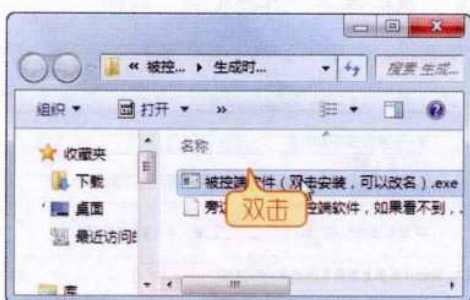 « 被控... ▸ 生成时...
搜索 生成...
组织
打开
»
收藏夹
下载
桌面
最近访问的
库
名称
被控端软件（双击安装，可以改名）.exe
控端软件，如果看不到，.
双击